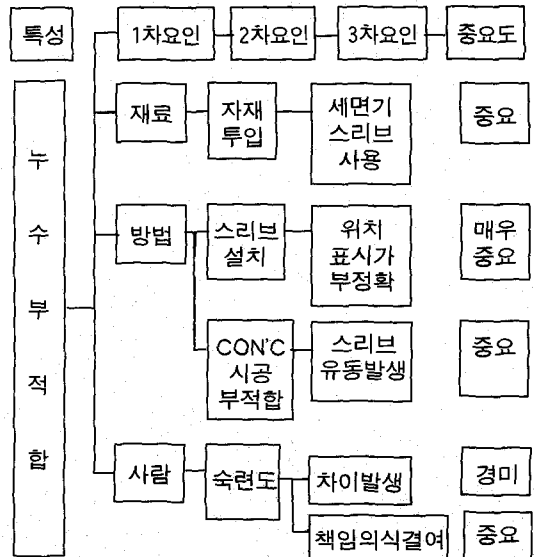 특성
1차요인
2차요인
3차요인
중요도
누
수
부
적
합
재료
자재
투입
세면기
스리브
사용
중요
방법
스리브
설치
위치
표시가
부정확
매우
중요
CON'C
시공
부적합
스리브
유동발생
중요
사람
숙련도
차이발생
경미
책임의식결여
중요